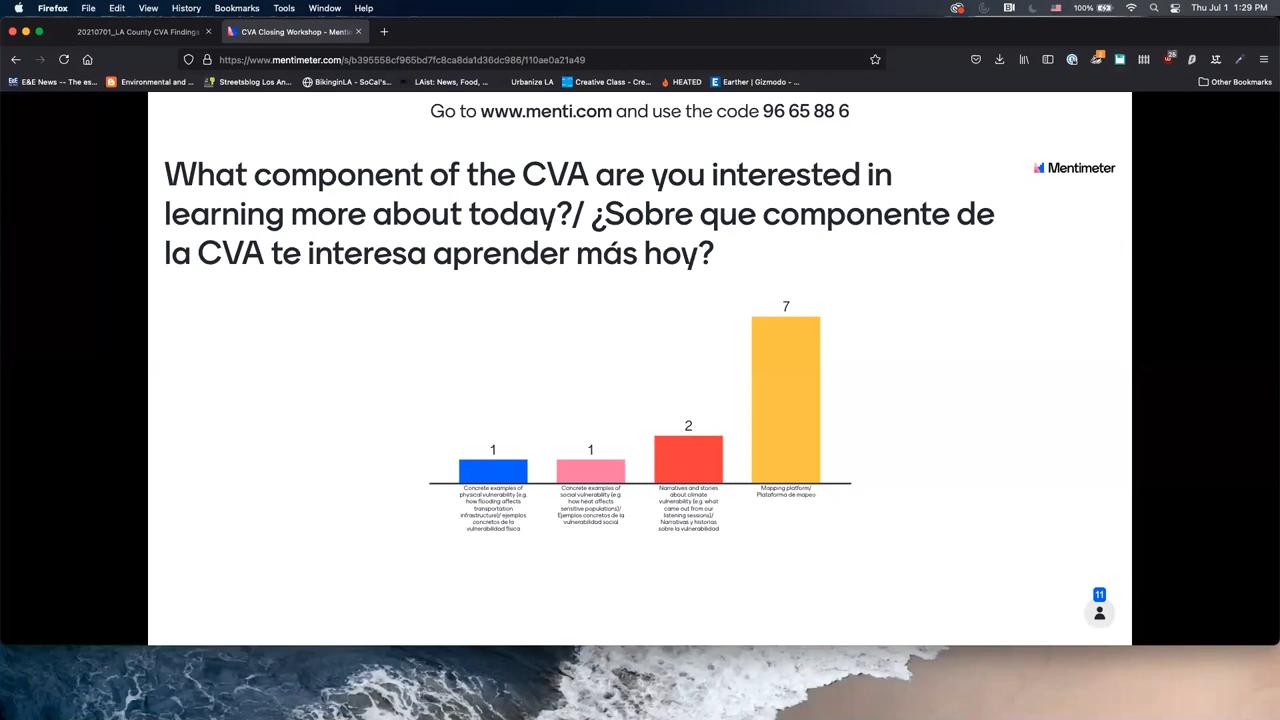 Firefox File Edit View History Bookmarks Tools Window Help 100% Thu Jul 1 1:29 PM
20210701_LA County CVA Findings CVA Closing Workshop - Menti
https://www.mentimeter.com/s/b395558cf965bd7fc8ca8da1d36dc986/110ae0a21a49
E&E News -- The es... Environmental and ... Streetsblog Los An... BikinginLA - SoCal's... LAist: News, Food, ... Urbanize LA Creative Class - Cre... HEATED Earther | Gizmodo - ... Other Bookmarks
Go to www.menti.com and use the code 96 65 88 6
What component of the CVA are you interested in
learning more about today?/ ¿Sobre que componente de
la CVA te interesa aprender más hoy?
Mentimeter
7
2
1
1
Concrete examples of
physical vulnerability (e.g.
how flooding affects
transportation
infrastructure)/ ejemplos
concretos de la
vulnerabilidad física
Concrete examples of
social vulnerability (e.g.
how heat affects
sensitive populations)/
Ejemplos concretos de la
vulnerabilidad social
Narratives and stories
about climate
vulnerability (e.g. what
came out from our
listening sessions)/
Narrativas y historias
sobre la vulnerabilidad
Mapping platform/
Plataforma de mapeo
11